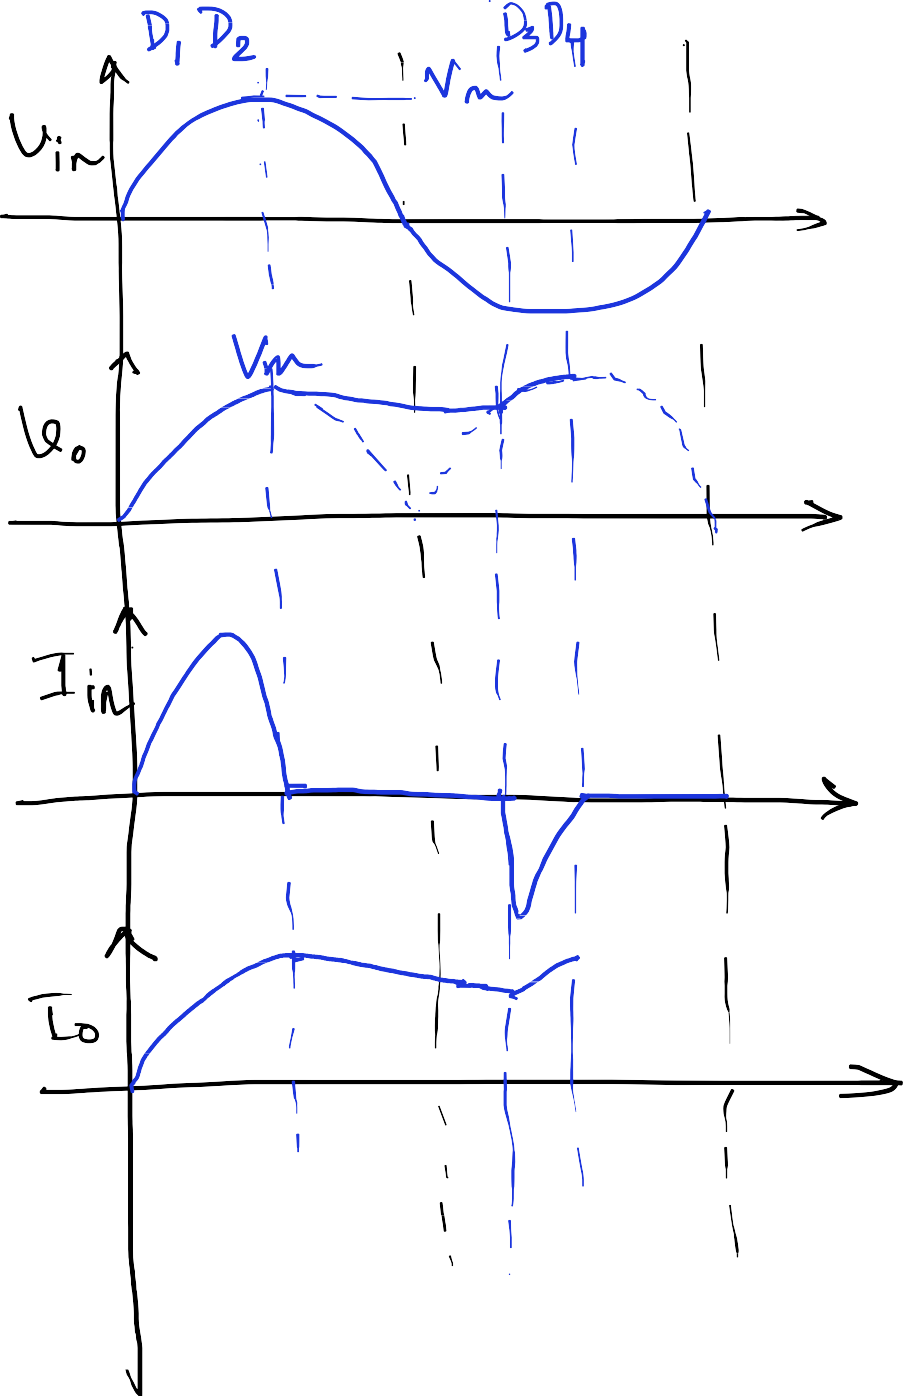 D₁ D₂ D₃ D₄
Vm
Vin
Vm
Vo
Iin
Io